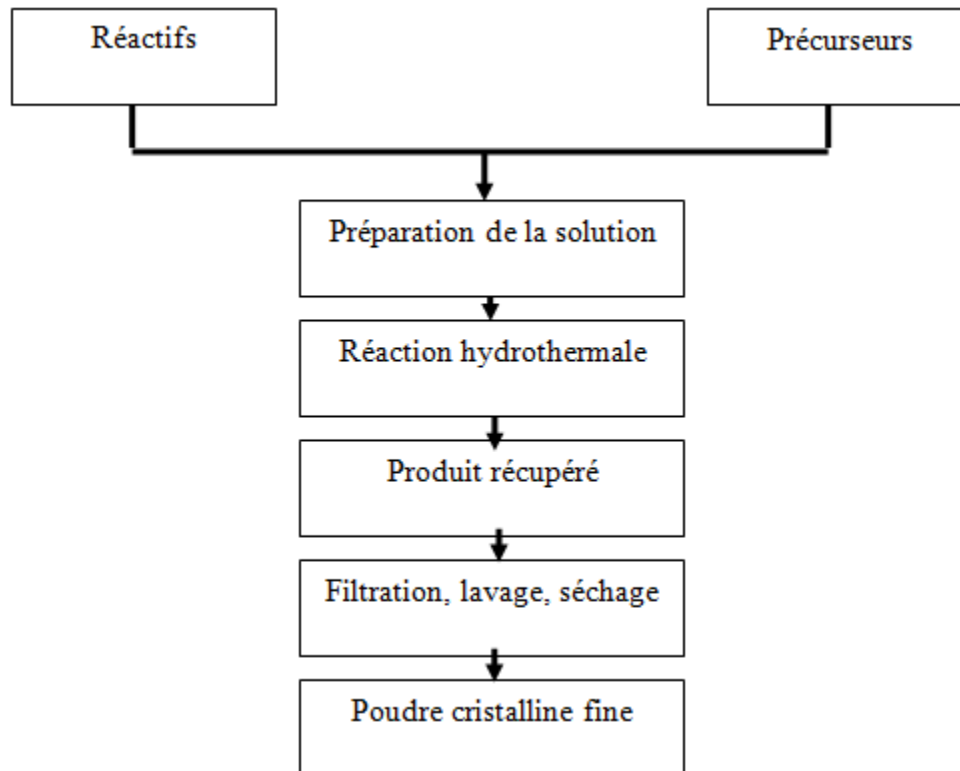 Réactifs
Précurseurs
Préparation de la solution
Réaction hydrothermale
Produit récupéré
Filtration, lavage, séchage
Poudre cristalline fine